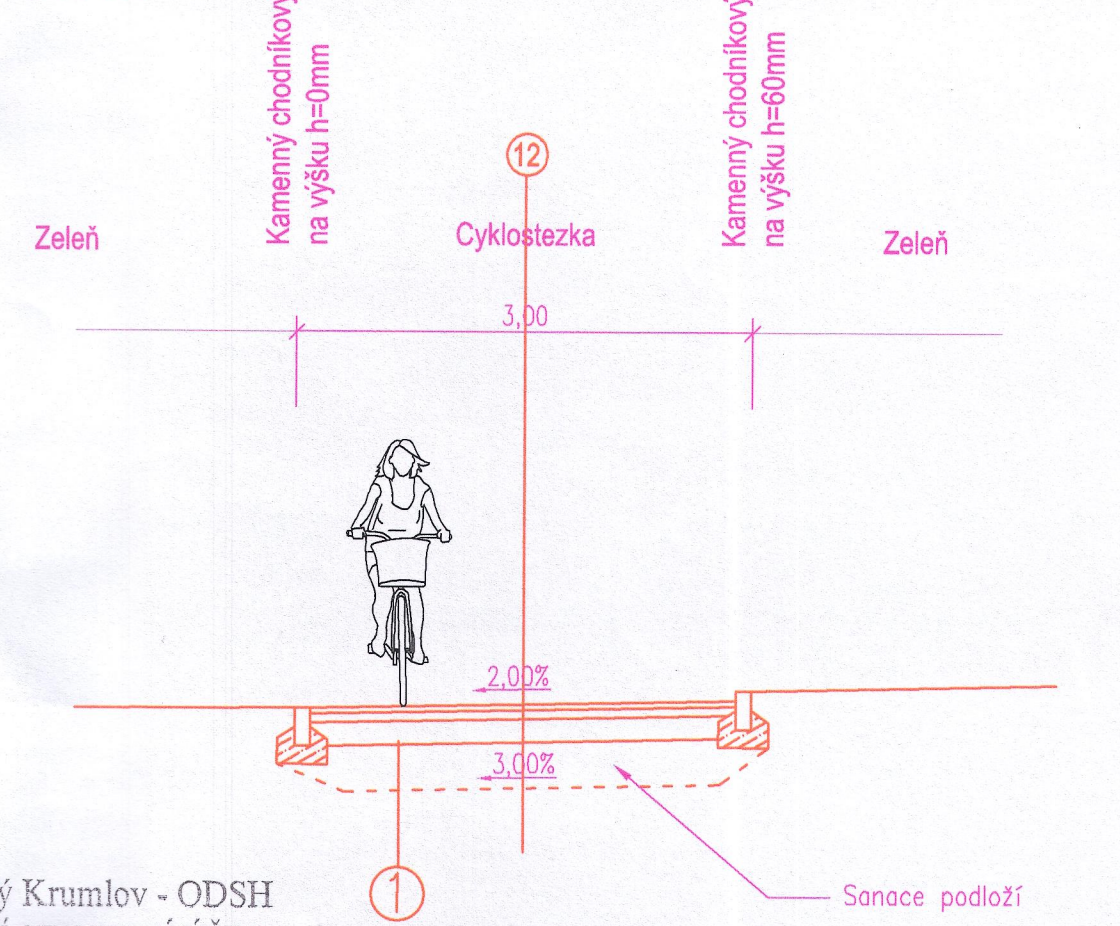 Kamenný chodníkový
na výšku h=0mm
Kamenný chodníkový
na výšku h=60mm
12
Zeleň
Cyklostezka
Zeleň
3,00
2,00%
3,00%
1
Sanace podloží
ý Krumlov - ODSH